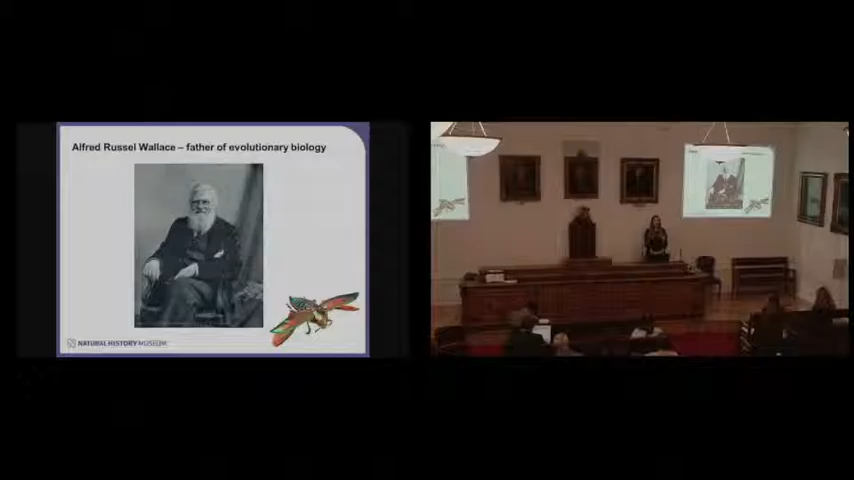 Alfred Russel Wallace – father of evolutionary biology
NATURAL HISTORY MUSEUM